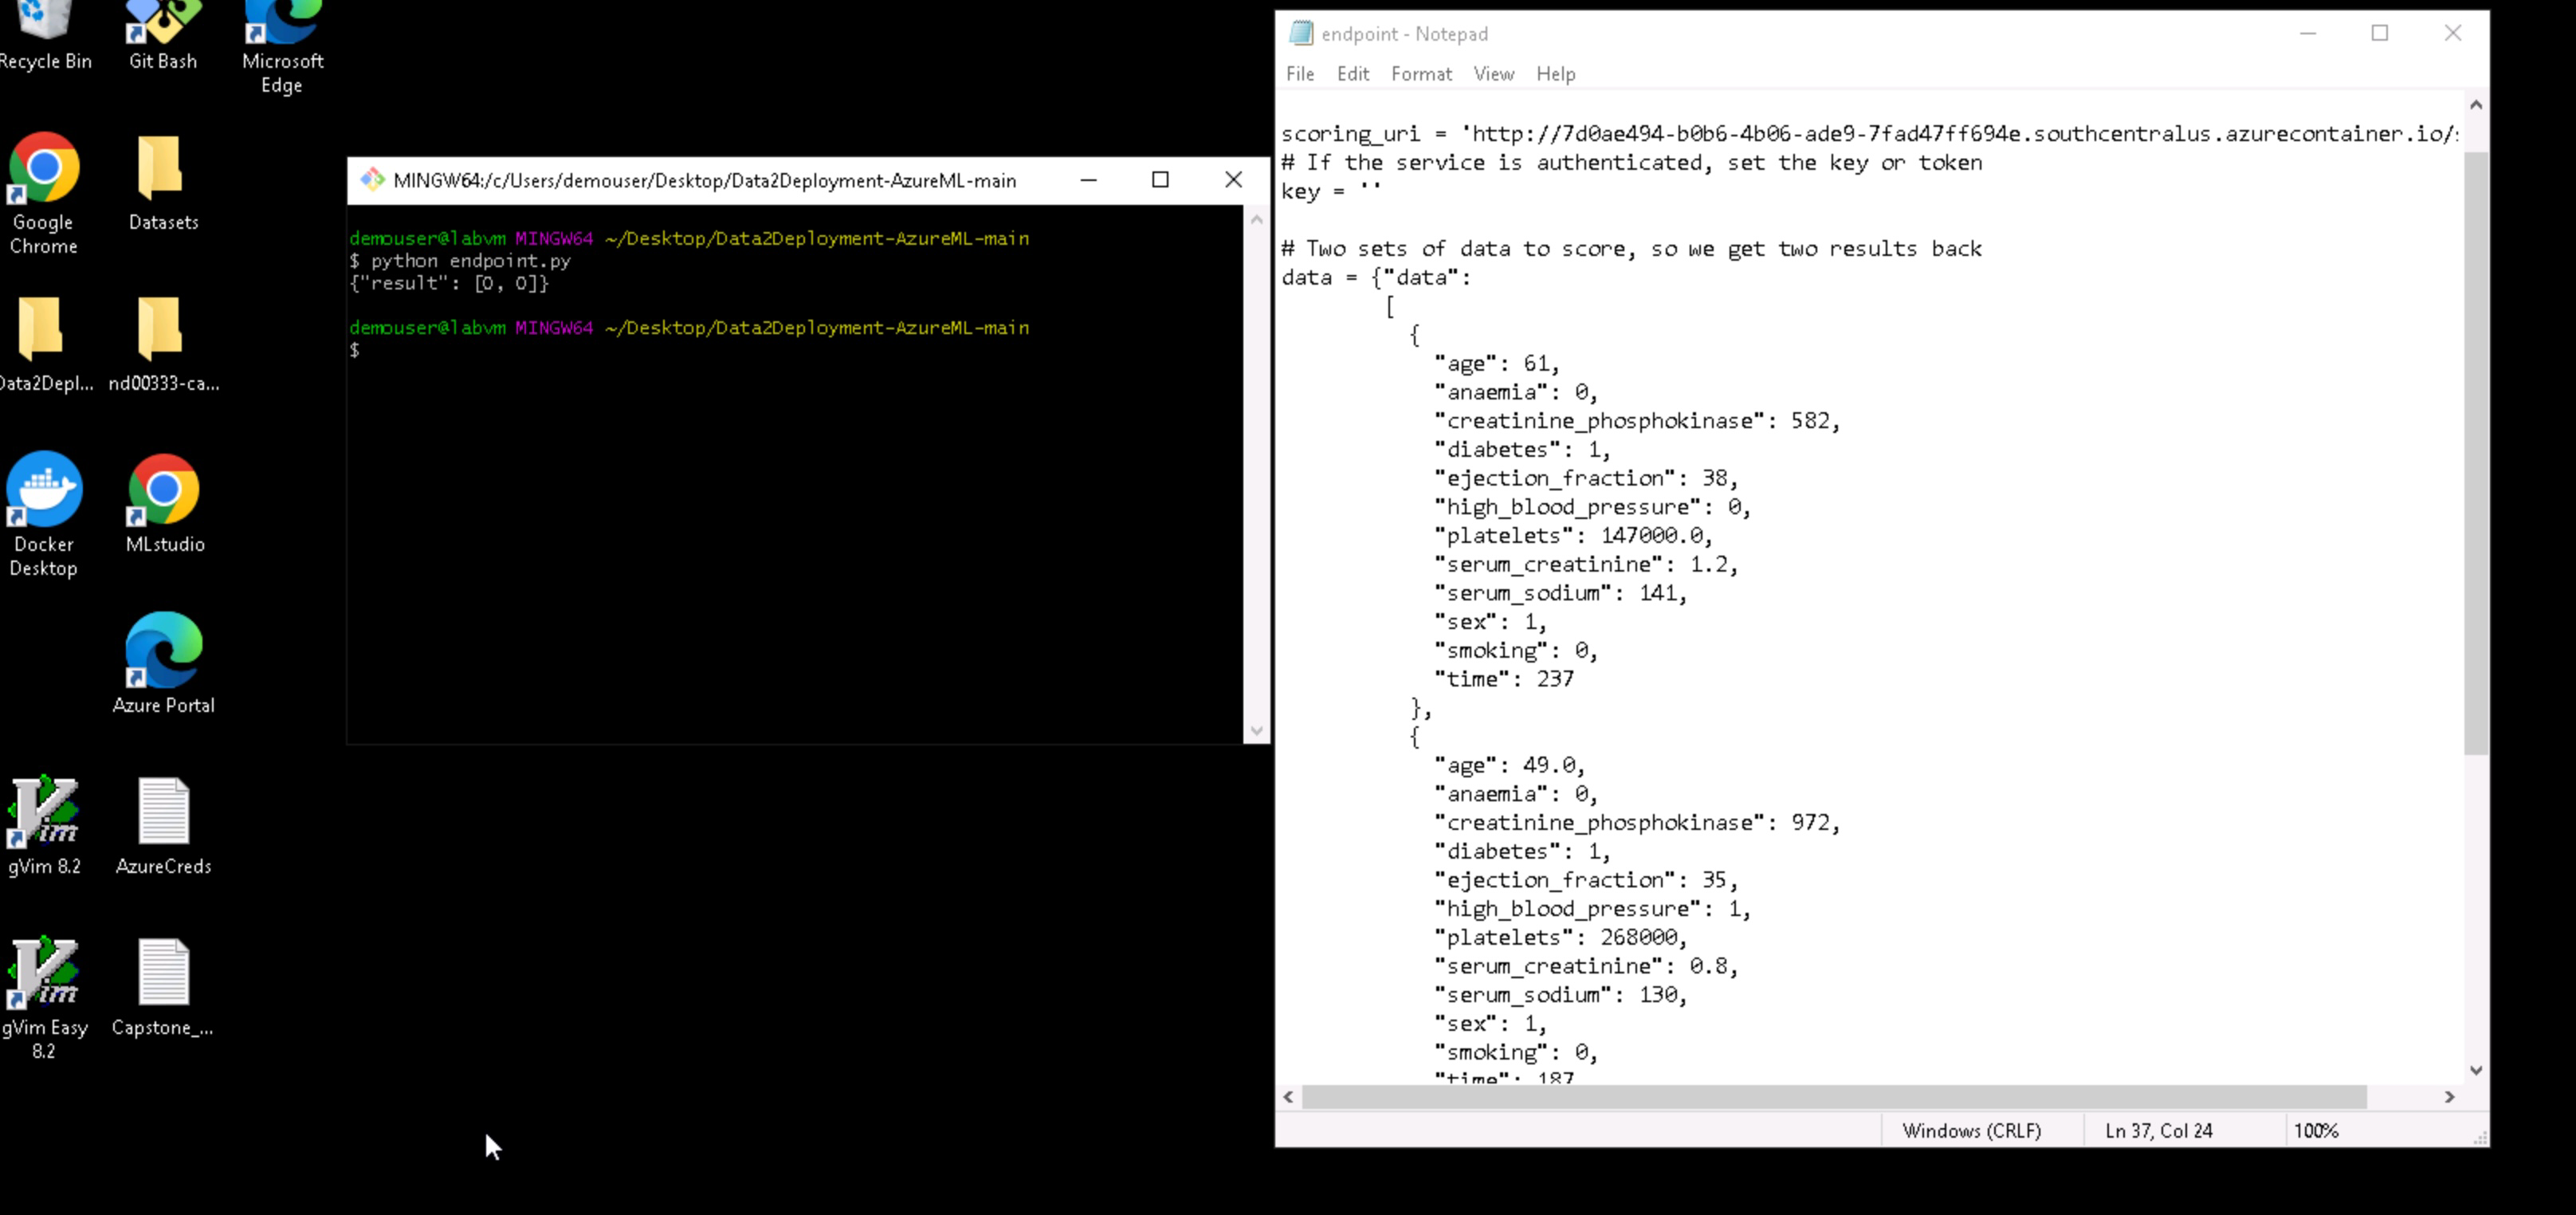 Recycle Bin
Git Bash
Microsoft
Edge
Google
Chrome
Datasets
Data2Depl...
nd00333-ca...
Docker
Desktop
MLstudio
Azure Portal
gVim 8.2
AzureCreds
gVim Easy
8.2
Capstone_...
MINGW64:/c/Users/demouser/Desktop/Data2Deployment-AzureML-main
demouser@labvm MINGW64 ~/Desktop/Data2Deployment-AzureML-main
$ python endpoint.py
{"result": [0, 0]}
demouser@labvm MINGW64 ~/Desktop/Data2Deployment-AzureML-main
$
endpoint - Notepad
File Edit Format View Help
scoring_uri = 'http://7d0ae494-b0b6-4b06-ade9-7fad47ff694e.southcentralus.azurecontainer.io/
# If the service is authenticated, set the key or token
key = ''
# Two sets of data to score, so we get two results back
data = {"data":
[
{
"age": 61,
"anaemia": 0,
"creatinine_phosphokinase": 582,
"diabetes": 1,
"ejection_fraction": 38,
"high_blood_pressure": 0,
"platelets": 147000.0,
"serum_creatinine": 1.2,
"serum_sodium": 141,
"sex": 1,
"smoking": 0,
"time": 237
},
{
"age": 49.0,
"anaemia": 0,
"creatinine_phosphokinase": 972,
"diabetes": 1,
"ejection_fraction": 35,
"high_blood_pressure": 1,
"platelets": 268000,
"serum_creatinine": 0.8,
"serum_sodium": 130,
"sex": 1,
"smoking": 0,
"time": 187
Windows (CRLF) Ln 37, Col 24 100%